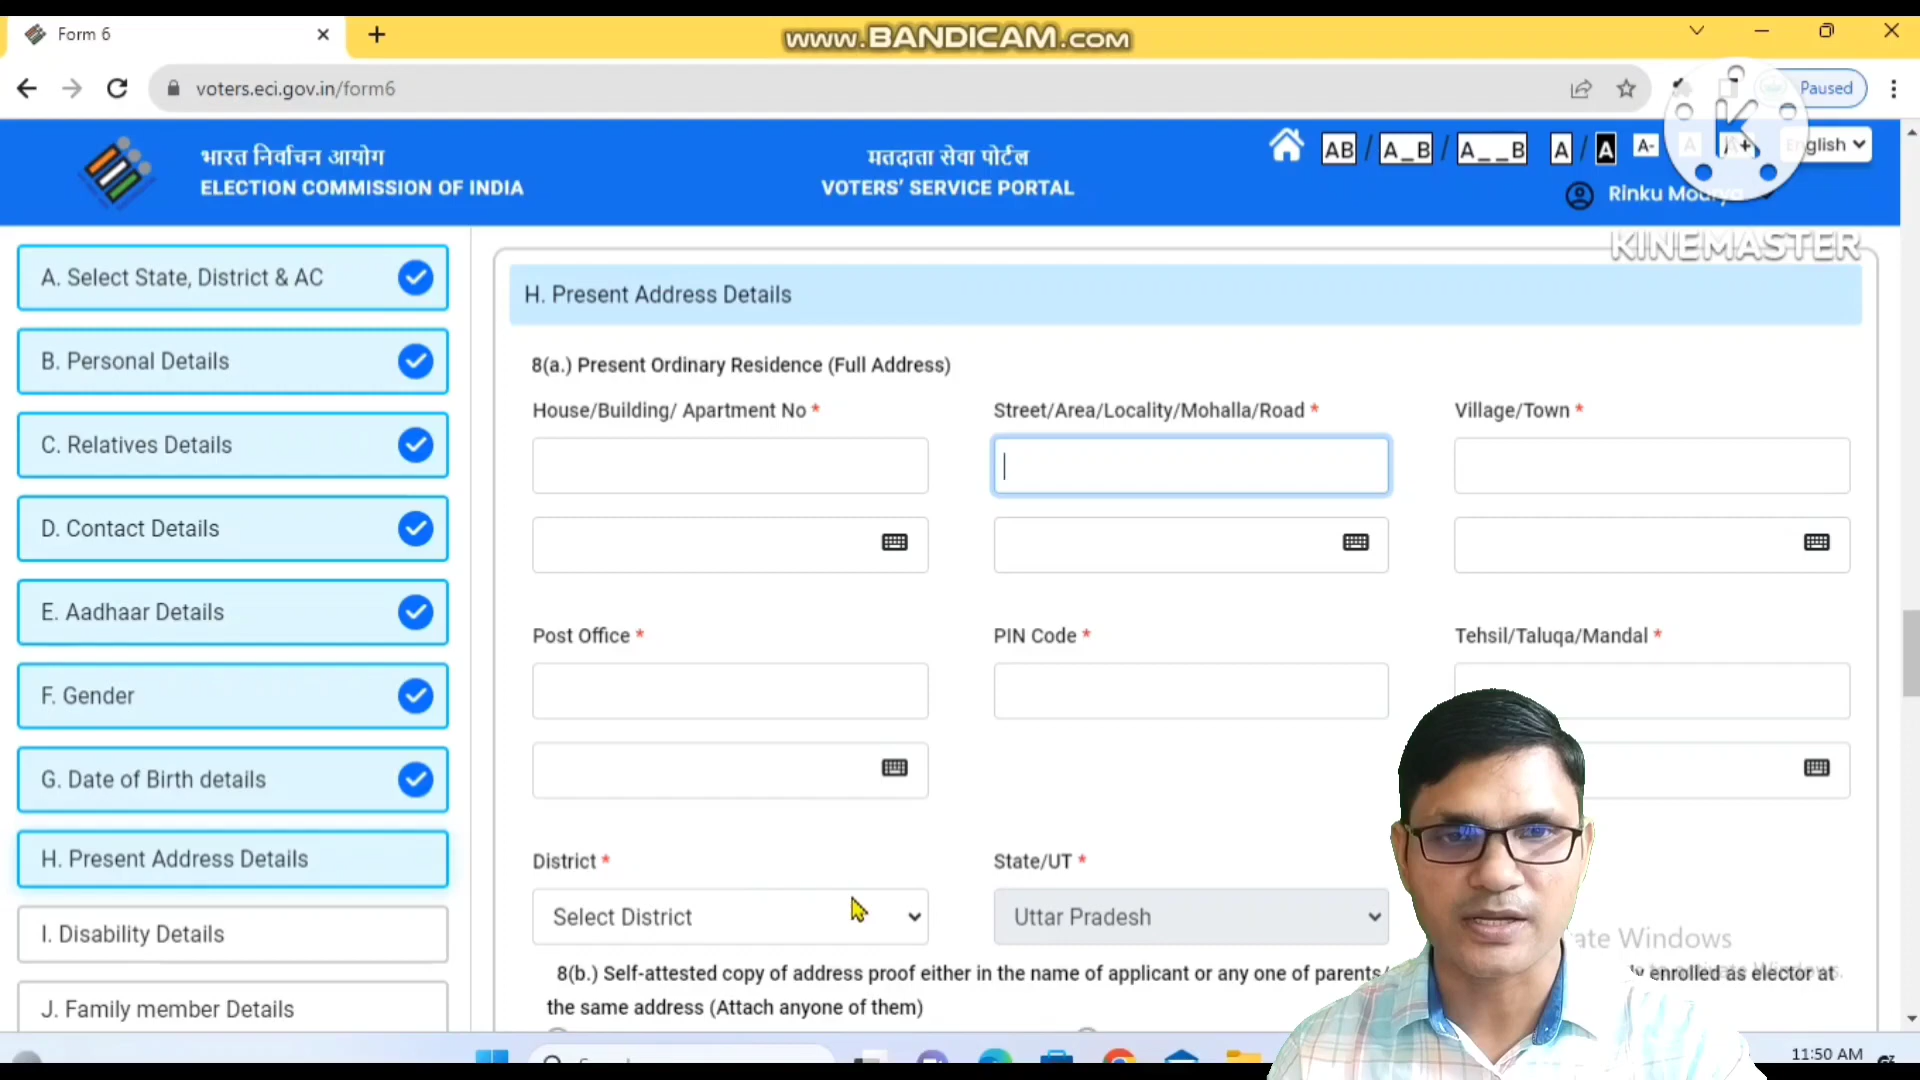 Form 6
www.BANDICAM.com
voters.eci.gov.in/form6
Paused
भारत निर्वाचन आयोग
ELECTION COMMISSION OF INDIA
मतदाता सेवा पोर्टल
VOTERS' SERVICE PORTAL
AB / A_B / A__B A / A A- A A+ English
Rinku Mourya
KINEMASTER
A. Select State, District & AC
B. Personal Details
C. Relatives Details
D. Contact Details
E. Aadhaar Details
F. Gender
G. Date of Birth details
H. Present Address Details
I. Disability Details
J. Family member Details
H. Present Address Details
8(a.) Present Ordinary Residence (Full Address)
House/Building/ Apartment No *
Street/Area/Locality/Mohalla/Road *
Village/Town *
Post Office *
PIN Code *
Tehsil/Taluqa/Mandal *
District *
State/UT *
Select District
Uttar Pradesh
8(b.) Self-attested copy of address proof either in the name of applicant or any one of parents/ enrolled as elector at
the same address (Attach anyone of them)
Windows
11:50 AM